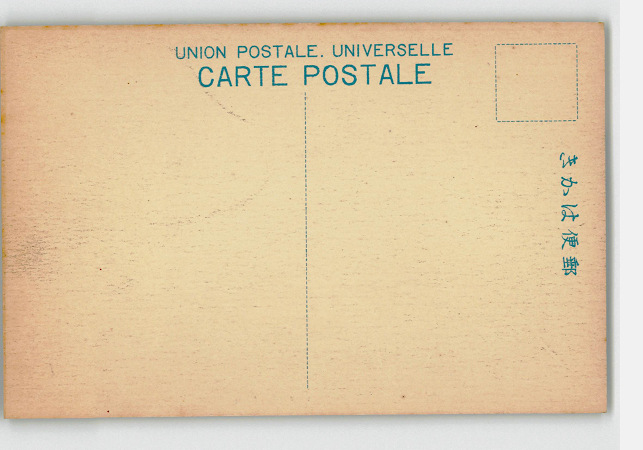 UNION POSTALE. UNIVERSELLE
CARTE POSTALE
きかは便郵